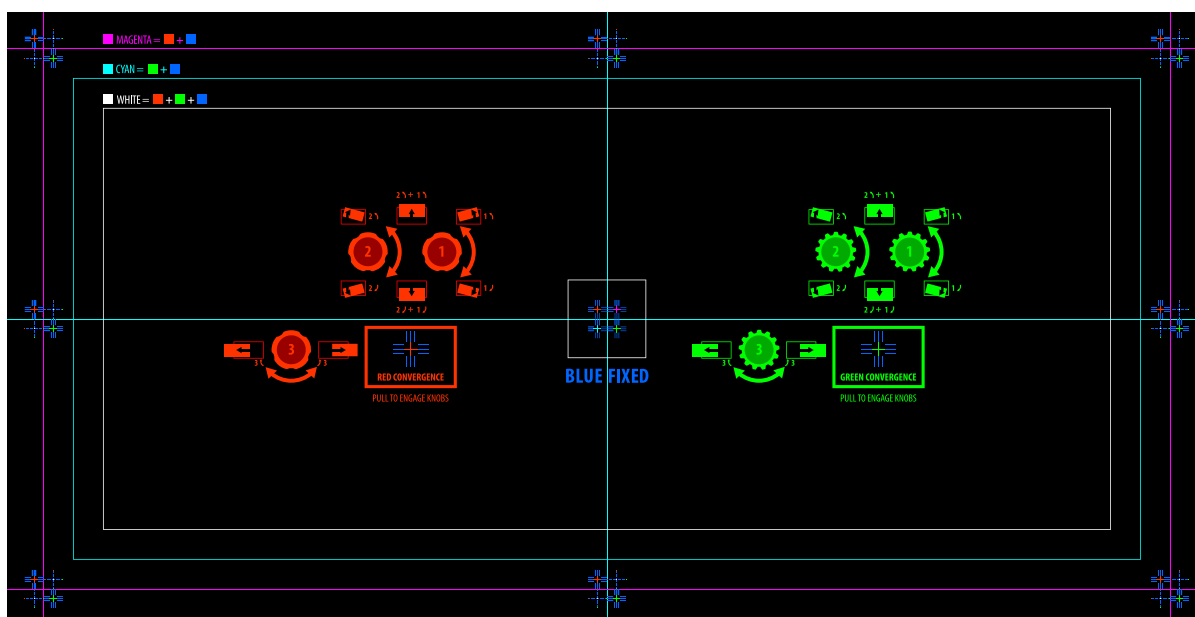 MAGENTA = +
CYAN = +
WHITE = + +
2 + 1
2 + 1
2
1
2
1
2
1
2
1
2
1
2
1
2
1
2 + 1
2 + 1
3
3
3
3
3
3
RED CONVERGENCE
BLUE FIXED
GREEN CONVERGENCE
PULL TO ENGAGE KNOBS
PULL TO ENGAGE KNOBS